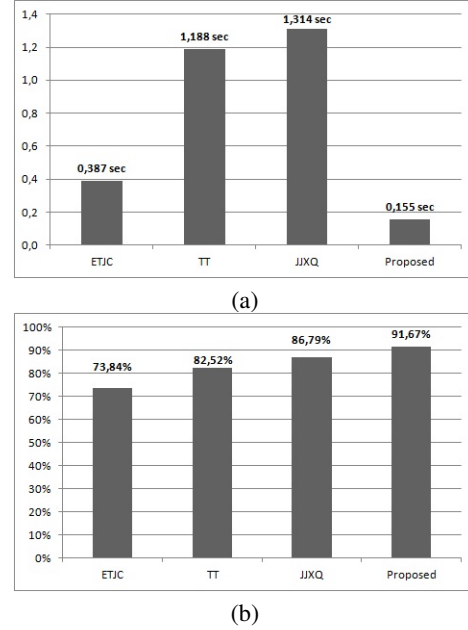 1,4
1,314 sec
1,188 sec
1,2
1,0
0,8
0,6
0,387 sec
0,4
0,155 sec
0,2
0,0
ETJC TT JJXQ Proposed
(a)
100%
91,67%
86,79%
90%
82,52%
73,84%
80%
70%
60%
50%
40%
30%
20%
10%
0%
ETJC TT JJXQ Proposed
(b)